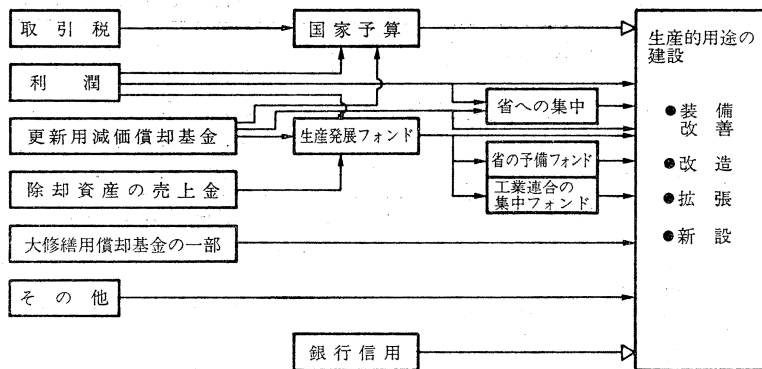 取引税
国家予算
利潤
更新用減価償却基金
生産発展フォンド
除却資産の売上金
大修繕用償却基金の一部
その他
銀行信用
省への集中
省の予備フォンド
工業連合の
集中フォンド
生産的用途の
建設
●装備
改善
●改造
●拡張
●新設